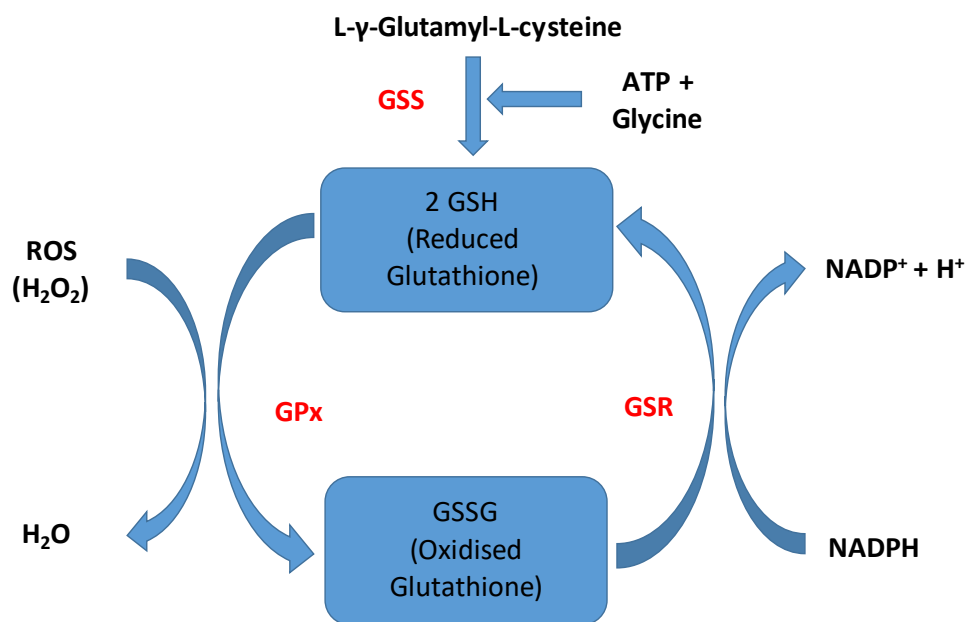 L-γ-Glutamyl-L-cysteine
GSS
ATP +
Glycine
2 GSH
(Reduced
Glutathione)
ROS
(H₂O₂)
NADP⁺ + H⁺
GPx
GSR
GSSG
(Oxidised
Glutathione)
H₂O
NADPH